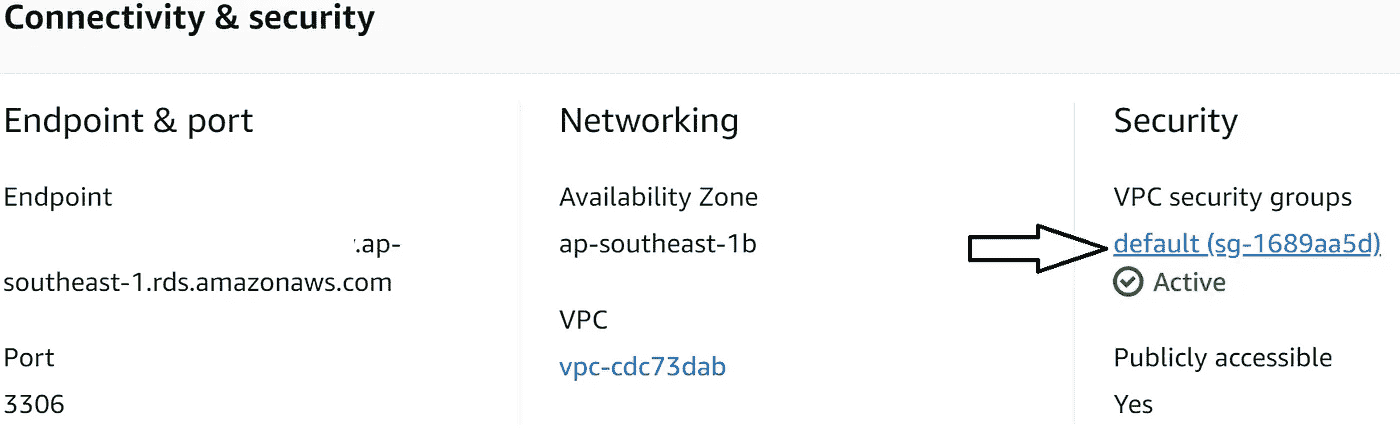 Connectivity & security
Endpoint & port
Endpoint
.ap-
southeast-1.rds.amazonaws.com
Port
3306
Networking
Availability Zone
ap-southeast-1b
VPC
vpc-cdc73dab
Security
VPC security groups
default (sg-1689aa5d)
Active
Publicly accessible
Yes